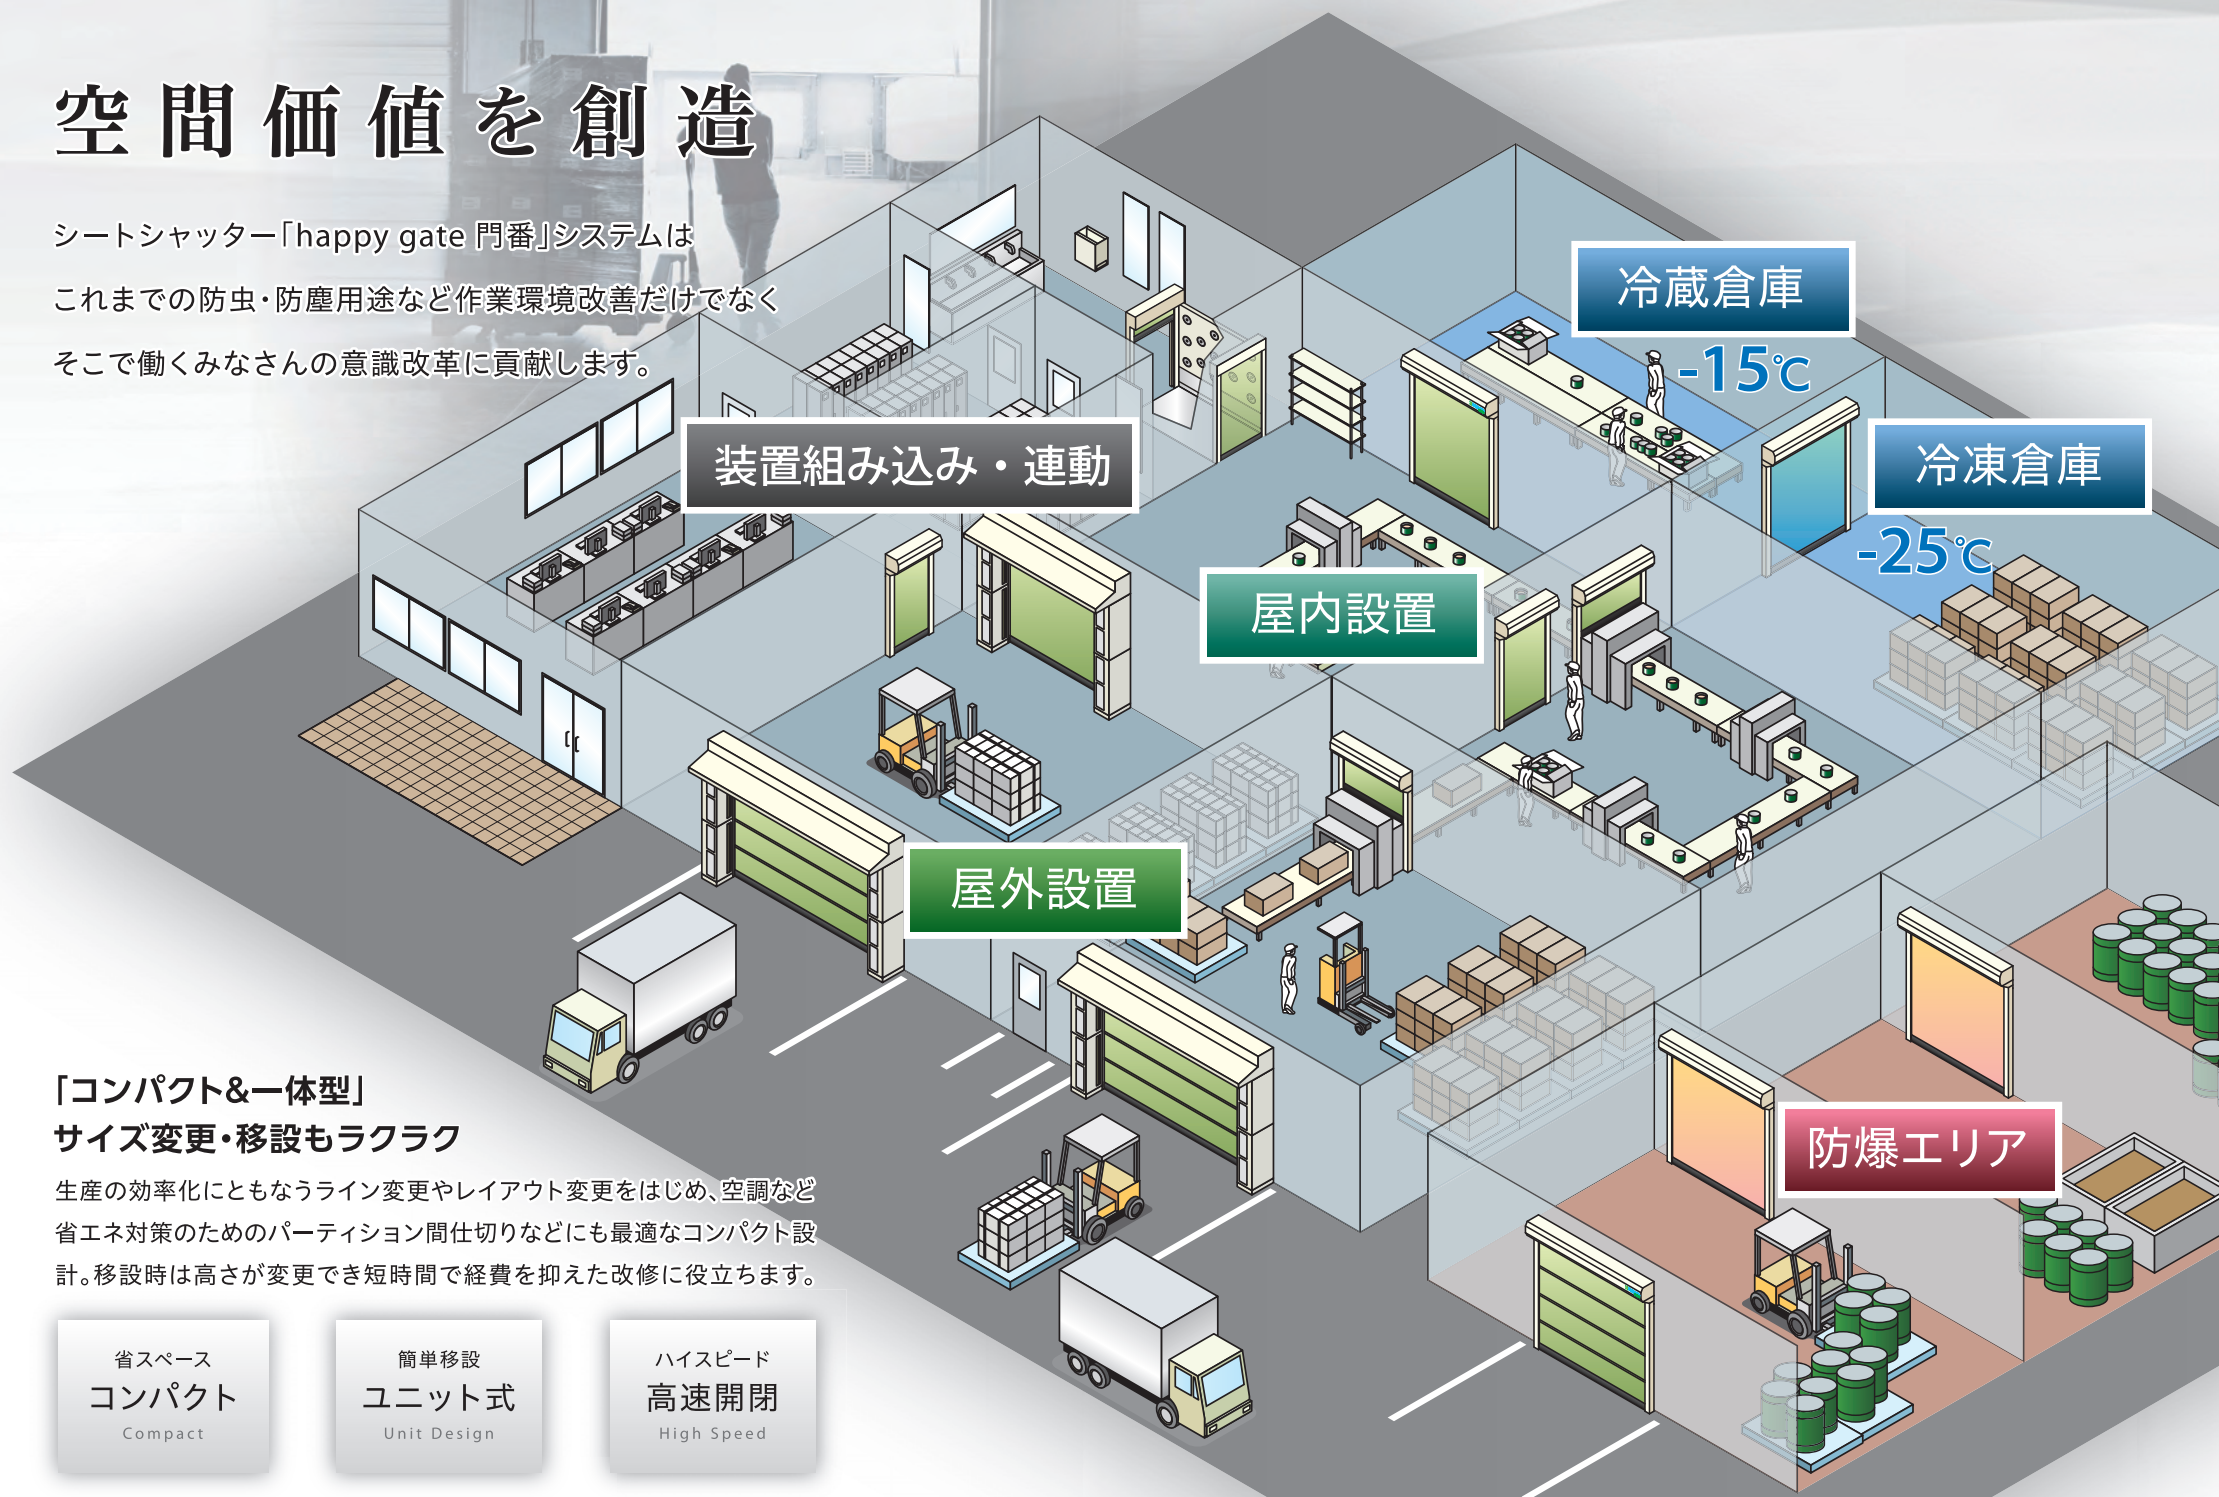 空間価値を創造
シートシャッター「happy gate 門番」システムは
これまでの防虫・防塵用途など作業環境改善だけでなく
そこで働くみなさんの意識改革に貢献します。
冷蔵倉庫
-15℃
冷凍倉庫
-25℃
装置組み込み・連動
屋内設置
屋外設置
防爆エリア
「コンパクト&一体型」
サイズ変更・移設もラクラク
生産の効率化にともなうライン変更やレイアウト変更をはじめ、空調など
省エネ対策のためのパーティション間仕切りなどにも最適なコンパクト設
計。移設時は高さが変更でき短時間で経費を抑えた改修に役立ちます。
省スペース
コンパクト
Compact
簡単移設
ユニット式
Unit Design
ハイスピード
高速開閉
High Speed